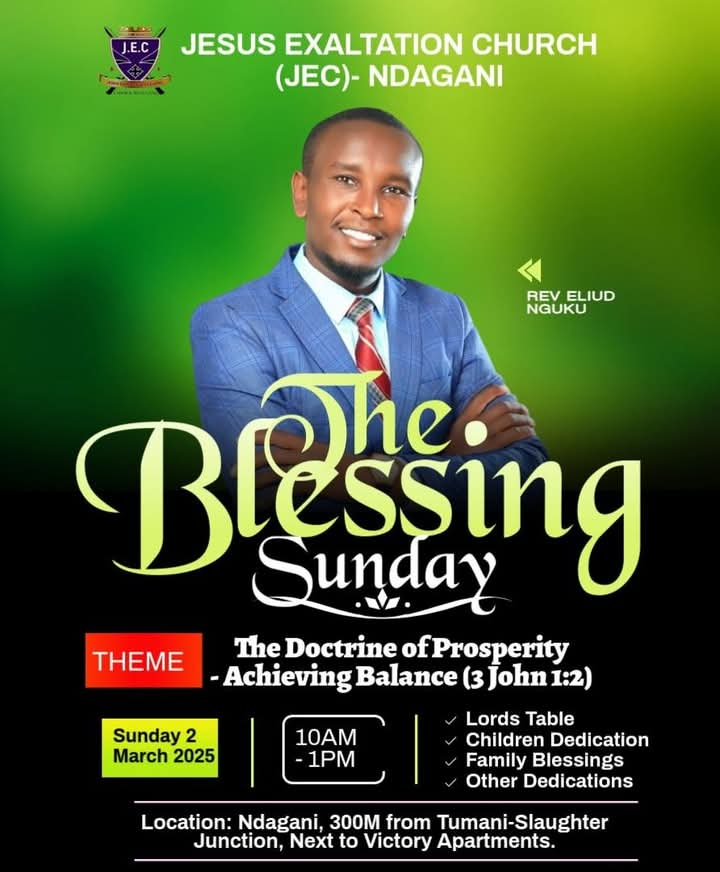 J.E.C
JESUS EXALTATION CHURCH
(JEC)- NDAGANI
REV ELIUD
NGUKU
The
Blessing
Sunday
THEME
The Doctrine of Prosperity
- Achieving Balance (3 John 1:2)
Sunday 2
March 2025
10AM
- 1PM
Lords Table
Children Dedication
Family Blessings
Other Dedications
Location: Ndagani, 300M from Tumani-Slaughter
Junction, Next to Victory Apartments.